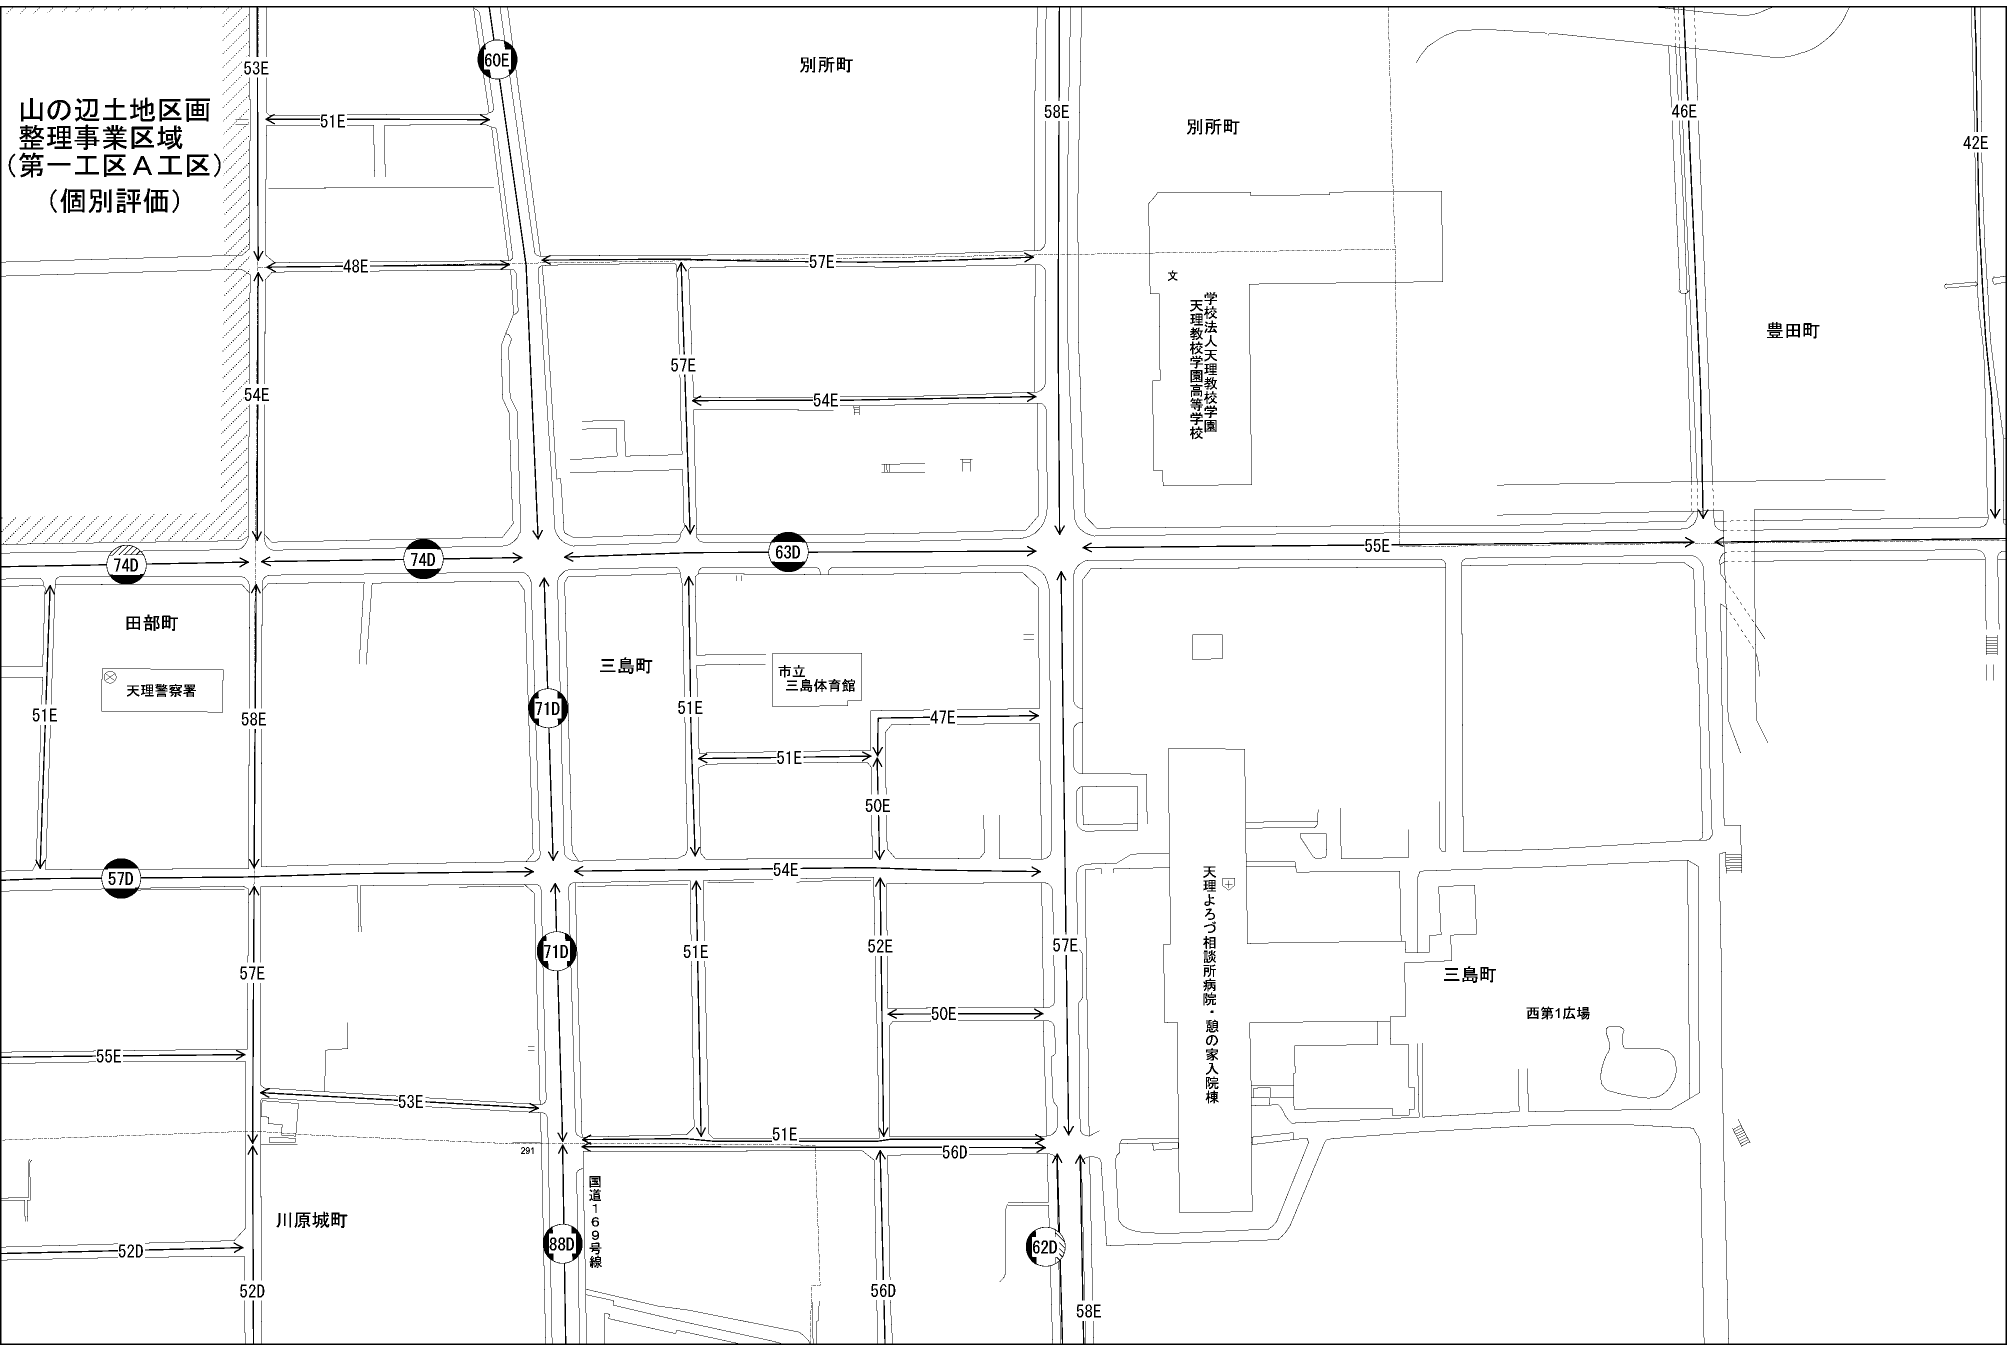 53E
60E
別所町
山の辺土地区画
整理事業区域
（第一工区Ａ工区）
（個別評価）
51E
58E
別所町
46E
42E
48E
57E
文
学校法人天理教校学園
天理教校学園高等学校
豊田町
54E
57E
54E
74D
74D
63D
55E
田部町
天理警察署
三島町
市立
三島体育館
51E
58E
71D
51E
47E
51E
50E
57D
54E
天理よろづ相談所病院・憩の家入院棟
57E
71D
51E
52E
57E
三島町
50E
西第1広場
55E
53E
51E
56D
291
国道169号線
川原城町
52D
88D
62D
52D
56D
58E